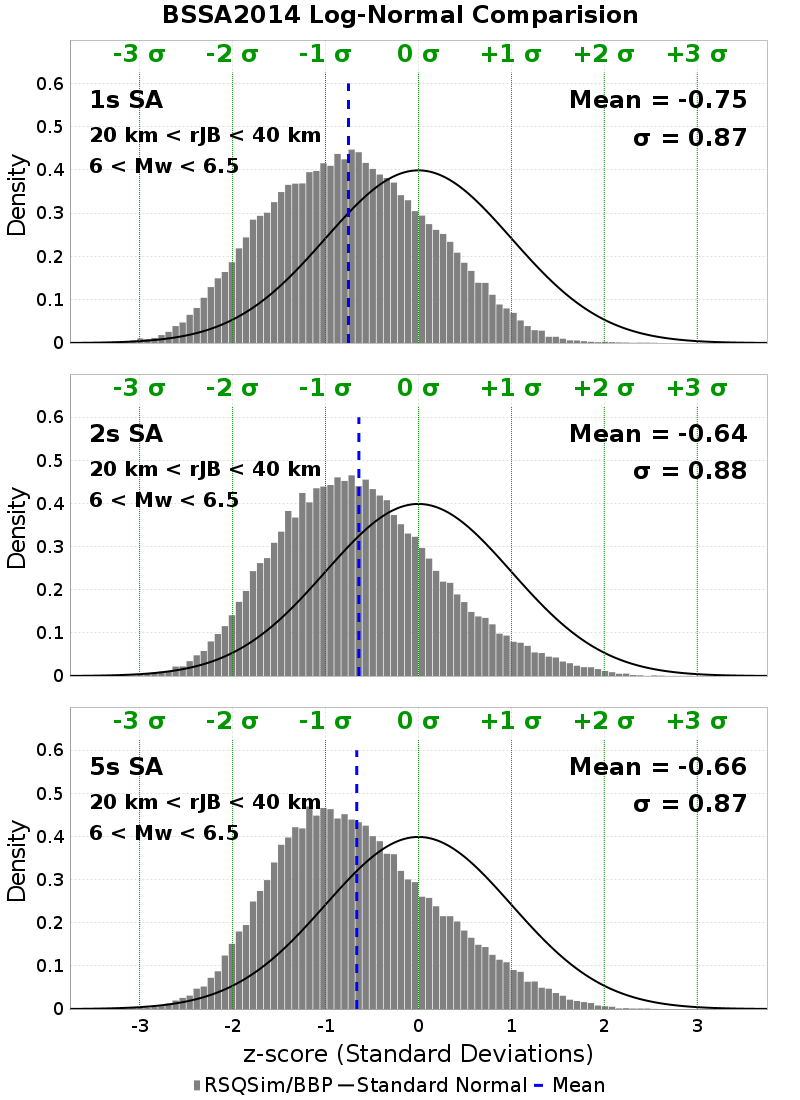 BSSA2014 Log-Normal Comparision
-3 σ -2 σ -1 σ 0 σ +1 σ +2 σ +3 σ
0.6
1s SA Mean = -0.75
0.5
20 km < rJB < 40 km σ = 0.87
6 < Mw < 6.5
0.4
0.3
0.2
0.1
0
Density
-3 σ -2 σ -1 σ 0 σ +1 σ +2 σ +3 σ
0.6
2s SA Mean = -0.64
0.5
20 km < rJB < 40 km σ = 0.88
6 < Mw < 6.5
0.4
0.3
0.2
0.1
0
Density
-3 σ -2 σ -1 σ 0 σ +1 σ +2 σ +3 σ
0.6
5s SA Mean = -0.66
0.5
20 km < rJB < 40 km σ = 0.87
6 < Mw < 6.5
0.4
0.3
0.2
0.1
0
Density
-3 -2 -1 0 1 2 3
z-score (Standard Deviations)
RSQSim/BBP Standard Normal Mean